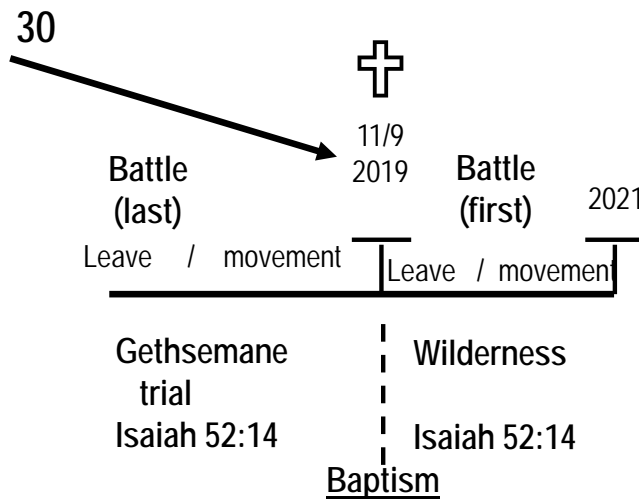 30
11/9
2019
Battle
(last)
Battle
(first)
2021
Leave / movement
Leave / movement
Gethsemane
trial
Isaiah 52:14
Wilderness
Isaiah 52:14
Baptism